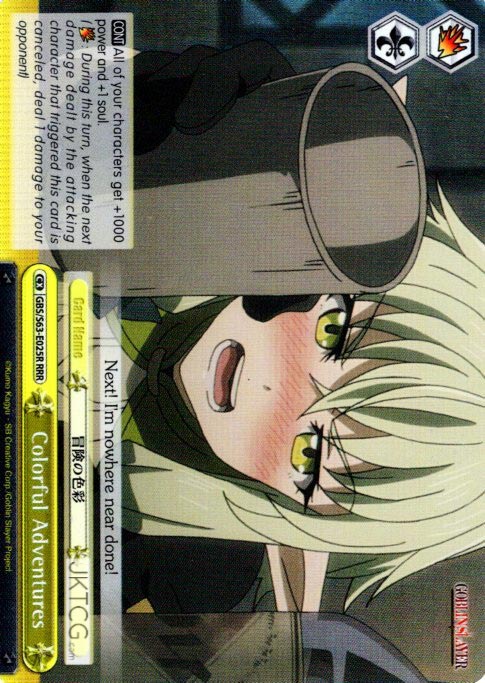 CONT All of your characters get +1000
power and +1 soul.
( : During this turn, when the next
damage dealt by the attacking
character that triggered this card is
canceled, deal 1 damage to your
opponent)
Next! I'm nowhere near done!
Card Name
冒険の色彩
JKTCG.com
GBS/S63-E025R RRR
Colorful Adventures
©Kumo Kagyu・SB Creative Corp./Goblin Slayer Project
GOBLIN SLAYER